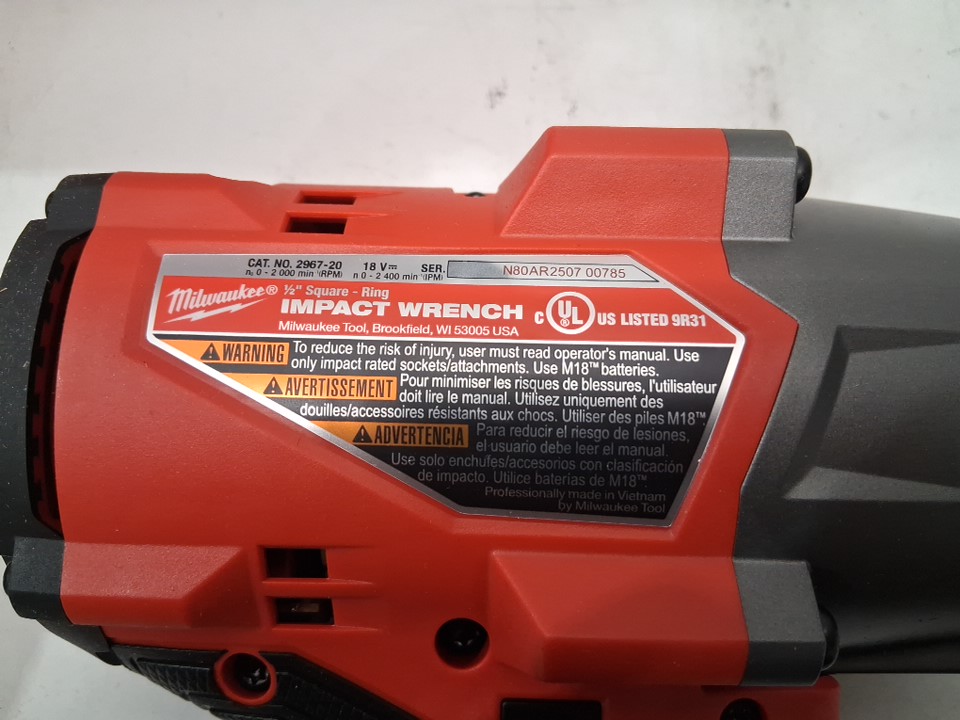 CAT. NO. 2967-20 18 V⎓ SER. N80AR2507 00785
n₀ 0 - 2 000 min⁻¹(RPM) n 0 - 2 400 min⁻¹(IPM)
Milwaukee® ½" Square - Ring
IMPACT WRENCH
Milwaukee Tool, Brookfield, WI 53005 USA
C UL® US LISTED 9R31
WARNING To reduce the risk of injury, user must read operator's manual. Use
only impact rated sockets/attachments. Use M18™ batteries.
AVERTISSEMENT Pour minimiser les risques de blessures, l'utilisateur
doit lire le manual. Utilisez uniquement des
douilles/accessoires résistants aux chocs. Utiliser des piles M18™.
ADVERTENCIA Para reducir el riesgo de lesiones,
el usuario debe leer el manual.
Use solo enchufes/accesorios con clasificación
de impacto. Utilice baterías de M18™.
Professionally made in Vietnam
by Milwaukee Tool